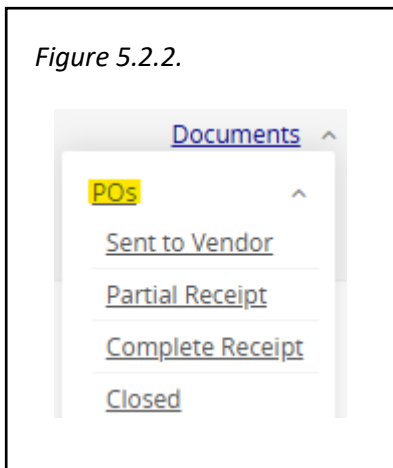 Figure 5.2.2.
Documents
POs
Sent to Vendor
Partial Receipt
Complete Receipt
Closed